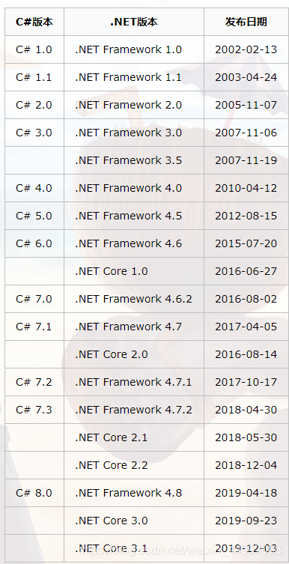 C#版本 .NET版本 发布日期
C# 1.0 .NET Framework 1.0 2002-02-13
C# 1.1 .NET Framework 1.1 2003-04-24
C# 2.0 .NET Framework 2.0 2005-11-07
C# 3.0 .NET Framework 3.0 2007-11-06
.NET Framework 3.5 2007-11-19
C# 4.0 .NET Framework 4.0 2010-04-12
C# 5.0 .NET Framework 4.5 2012-08-15
C# 6.0 .NET Framework 4.6 2015-07-20
.NET Core 1.0 2016-06-27
C# 7.0 .NET Framework 4.6.2 2016-08-02
C# 7.1 .NET Framework 4.7 2017-04-05
.NET Core 2.0 2016-08-14
C# 7.2 .NET Framework 4.7.1 2017-10-17
C# 7.3 .NET Framework 4.7.2 2018-04-30
.NET Core 2.1 2018-05-30
.NET Core 2.2 2018-12-04
C# 8.0 .NET Framework 4.8 2019-04-18
.NET Core 3.0 2019-09-23
.NET Core 3.1 2019-12-03